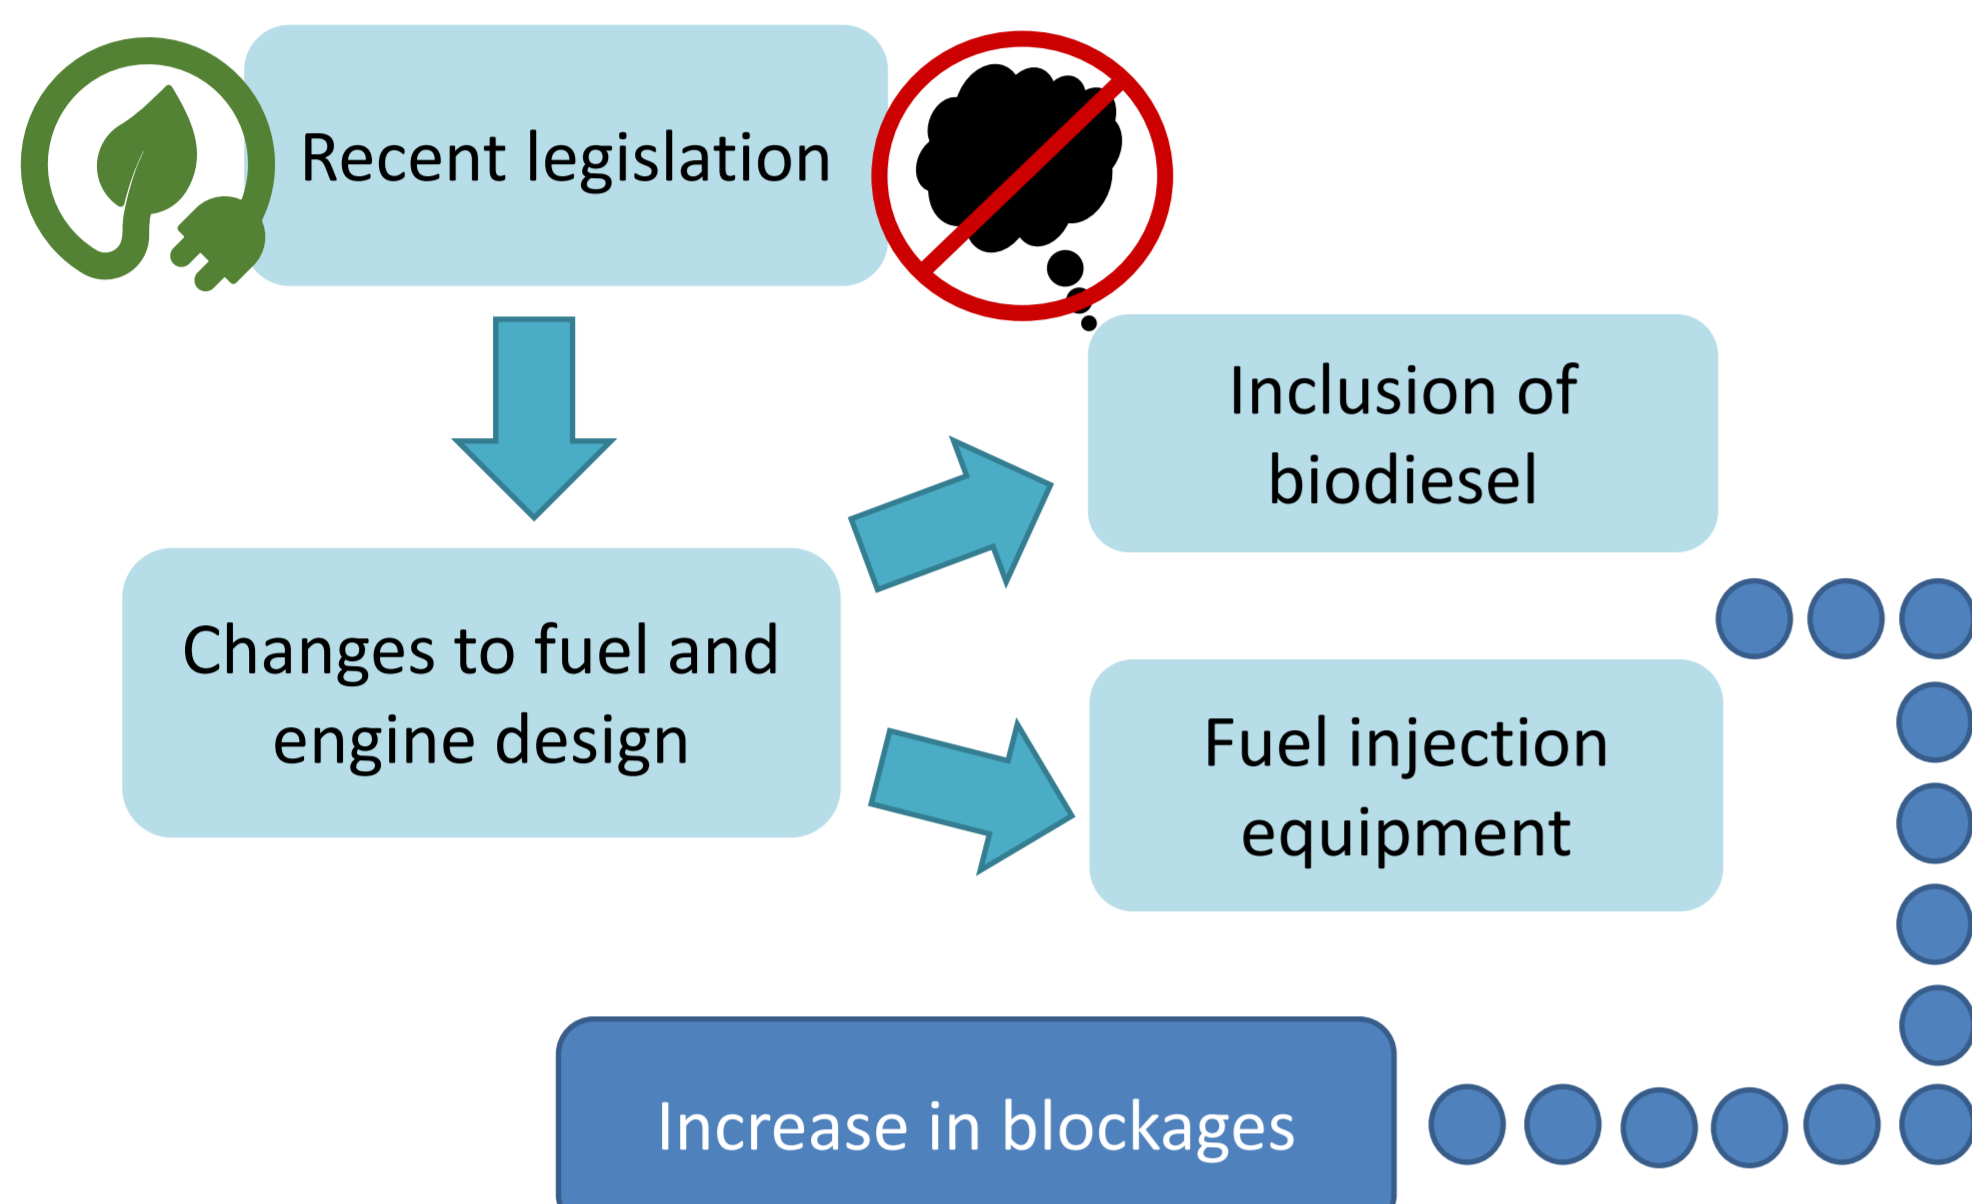 Recent legislation
Inclusion of
biodiesel
Changes to fuel and
engine design
Fuel injection
equipment
Increase in blockages